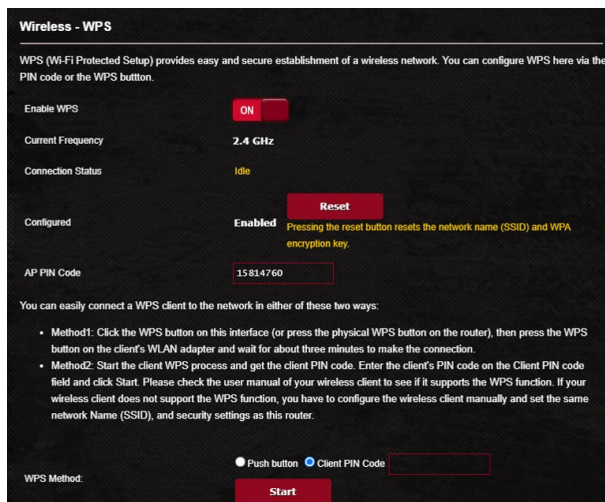 Wireless - WPS
WPS (Wi-Fi Protected Setup) provides easy and secure establishment of a wireless network. You can configure WPS here via the
PIN code or the WPS buttton.
Enable WPS
ON
Current Frequency
2.4 GHz
Connection Status
Idle
Reset
Configured
Enabled
Pressing the reset button resets the network name (SSID) and WPA
encryption key.
AP PIN Code
15814760
You can easily connect a WPS client to the network in either of these two ways:
• Method1: Click the WPS button on this interface (or press the physical WPS button on the router), then press the WPS
button on the client's WLAN adapter and wait for about three minutes to make the connection.
• Method2: Start the client WPS process and get the client PIN code. Enter the client's PIN code on the Client PIN code
field and click Start. Please check the user manual of your wireless client to see if it supports the WPS function. If your
wireless client does not support the WPS function, you have to configure the wireless client manually and set the same
network Name (SSID), and security settings as this router.
Push button Client PIN Code
WPS Method:
Start